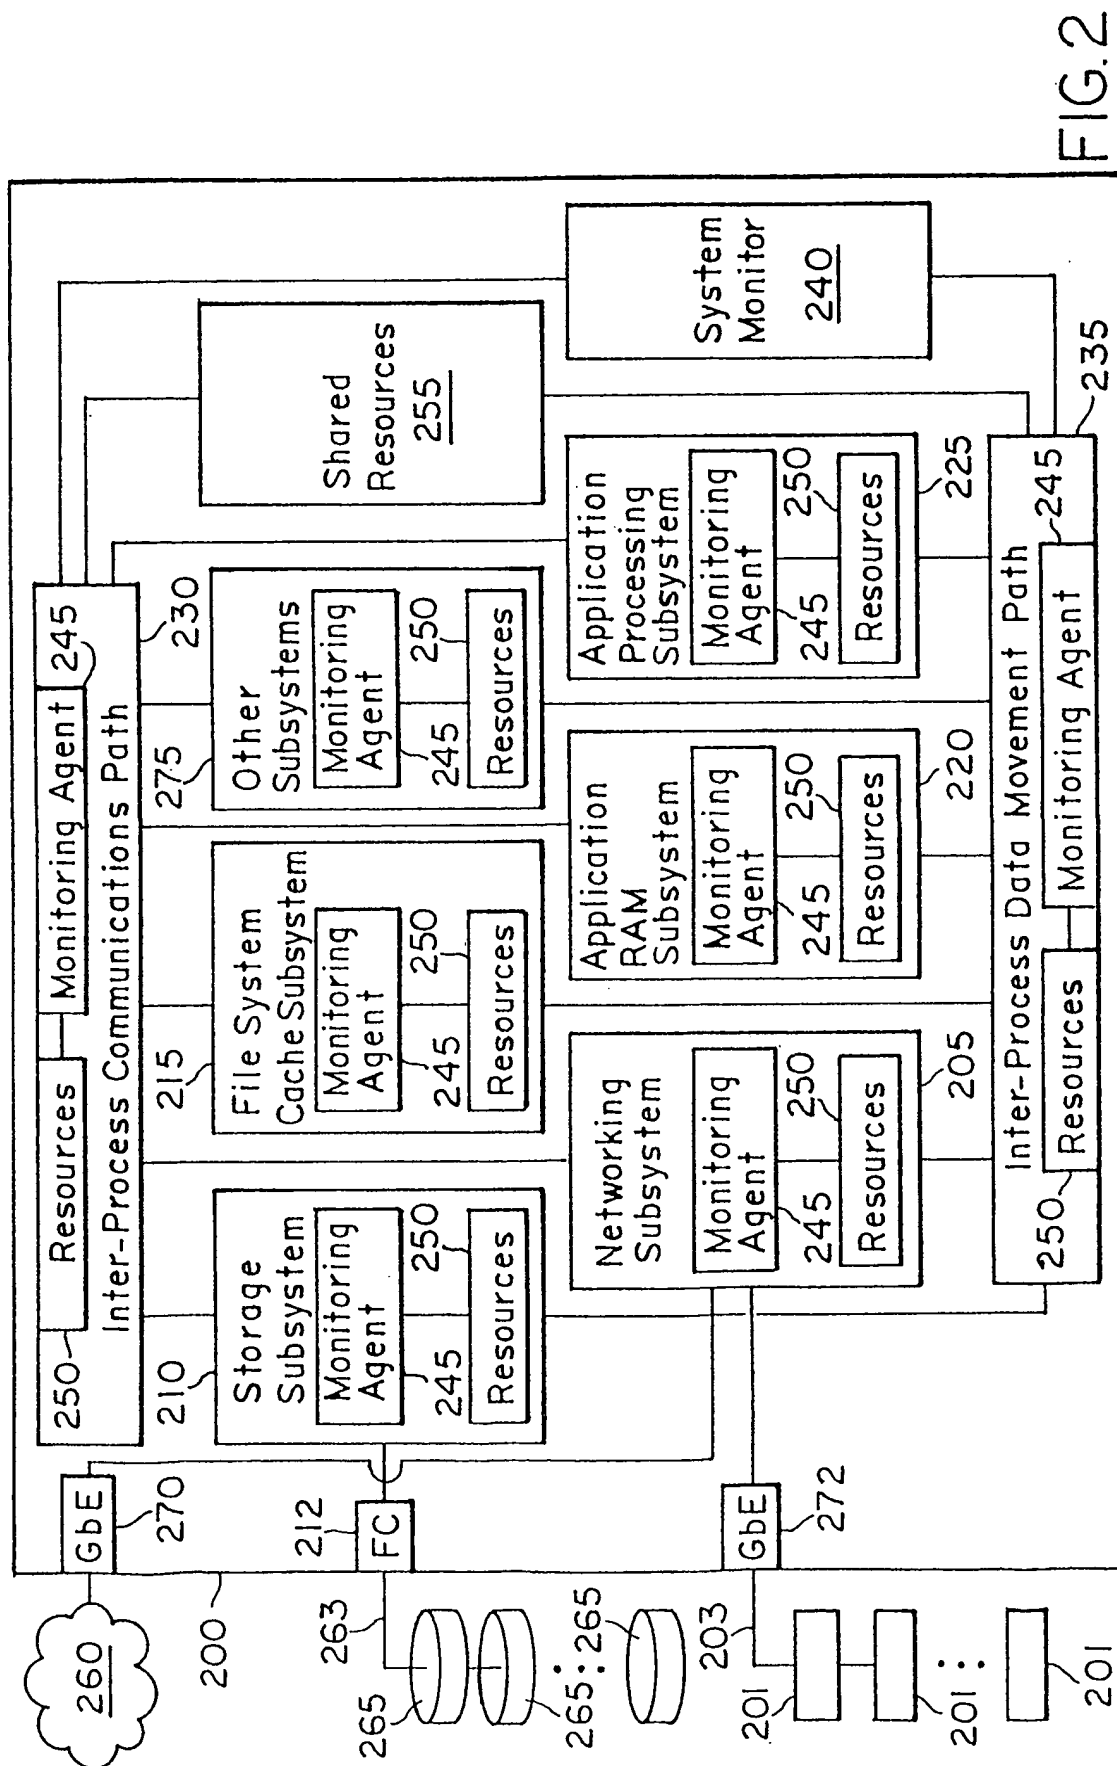 260
GbE
270
200
250
Resources
Monitoring Agent
245
Inter-Process Communications Path
230
210
Storage
Subsystem
Monitoring
Agent
245
250
Resources
215
File System
Cache Subsystem
Monitoring
Agent
245
250
Resources
275
Other
Subsystems
Monitoring
Agent
245
250
Resources
Shared
Resources
255
212
FC
263
265
265
265
Networking
Subsystem
Monitoring
Agent
245
250
Resources
205
Application
RAM
Subsystem
Monitoring
Agent
245
250
Resources
220
Application
Processing
Subsystem
Monitoring
Agent
245
250
Resources
225
System
Monitor
240
GbE
272
203
201
201
201
Inter-Process Data Movement Path
250
Resources
Monitoring Agent
245
235
FIG.2